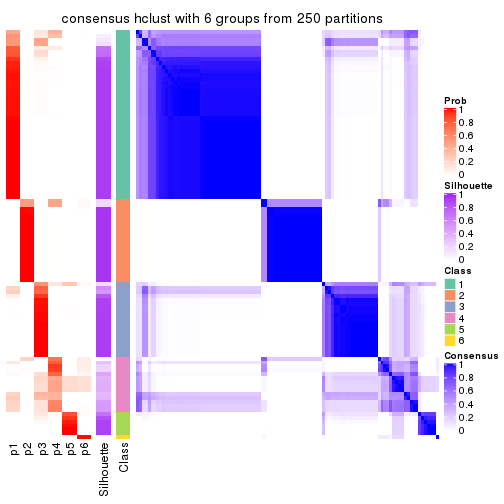 consensus hclust with 6 groups from 250 partitions
Prob
1
0.8
0.6
0.4
0.2
0
Silhouette
1
0.8
0.6
0.4
0.2
0
Class
1
2
3
4
5
6
Consensus
1
0.8
0.6
0.4
0.2
0
p1
p2
p3
p4
p5
p6
Silhouette
Class